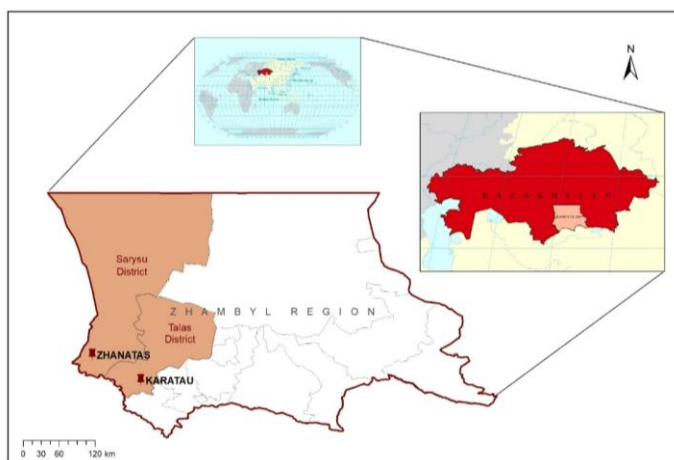 N
KAZAKHSTAN
Sarysu
District
ZHAMBYL REGION
Talas
District
ZHANATAS
KARATAU
0 30 60 120 km